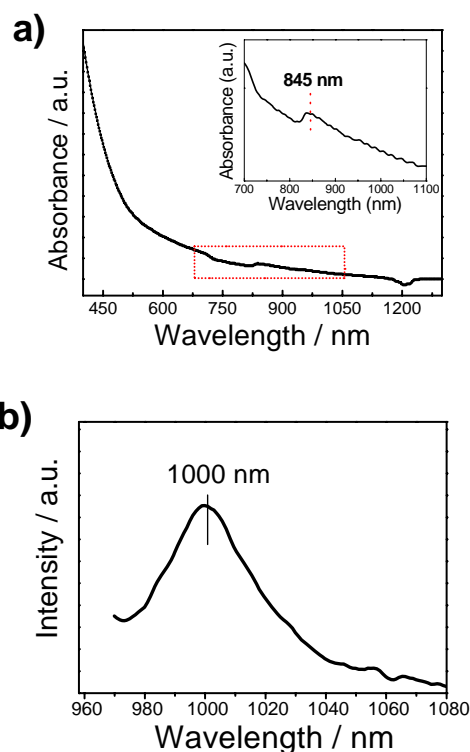 a)
Absorbance / a.u.
Absorbance (a.u.)
845 nm
700 800 900 1000 1100
Wavelength (nm)
450 600 750 900 1050 1200
Wavelength / nm
b)
Intensity / a.u.
1000 nm
960 980 1000 1020 1040 1060 1080
Wavelength / nm